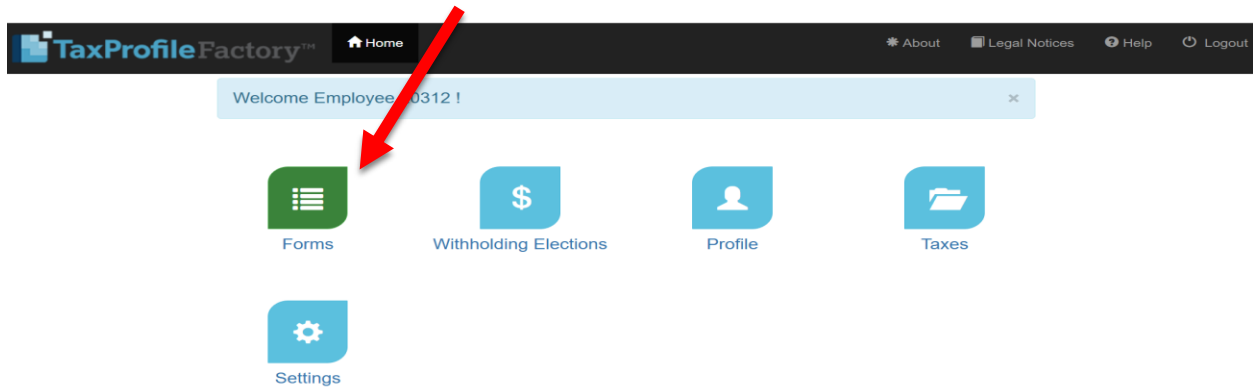 TaxProfileFactory™ Home About Legal Notices Help Logout
Welcome Employee 0312 ! ×
$
Forms Withholding Elections Profile Taxes
Settings